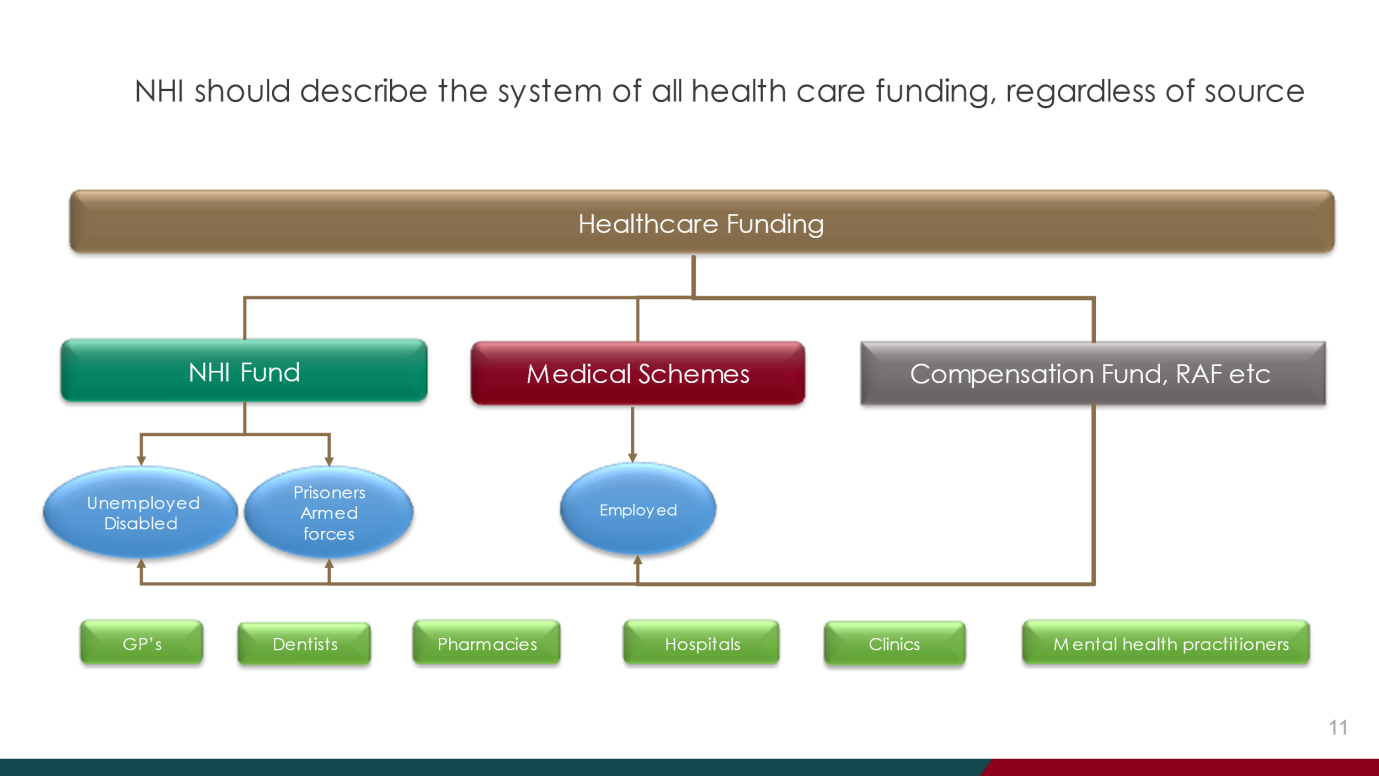 NHI should describe the system of all health care funding, regardless of source
Healthcare Funding
NHI Fund
Medical Schemes
Compensation Fund, RAF etc
Unemployed
Disabled
Prisoners
Armed
forces
Employed
GP's
Dentists
Pharmacies
Hospitals
Clinics
Mental health practitioners
11